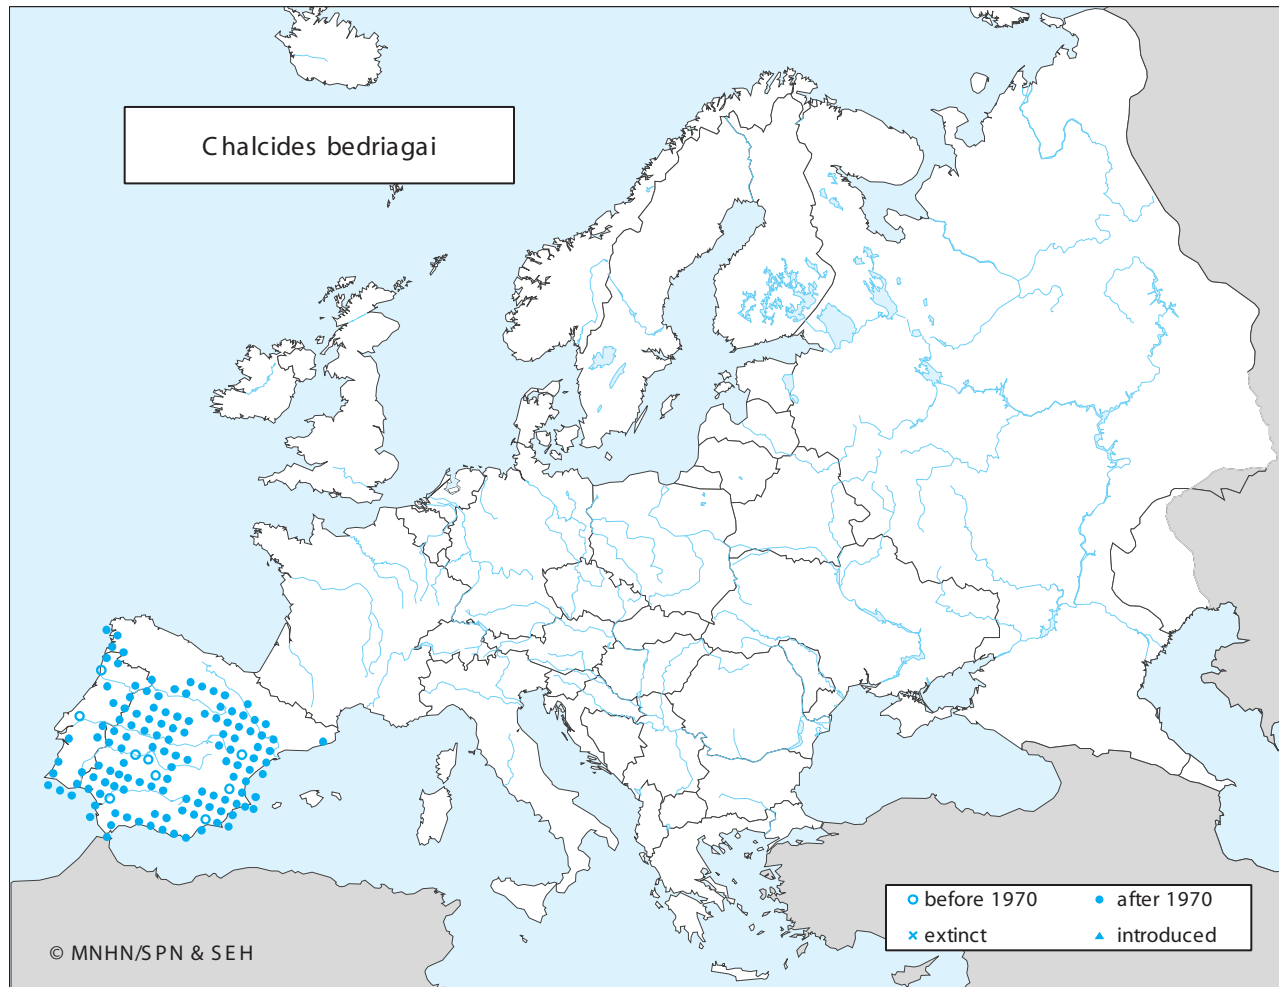 Chalcides bedriagai
before 1970
after 1970
extinct
introduced
© MNHN/SPN & SEH